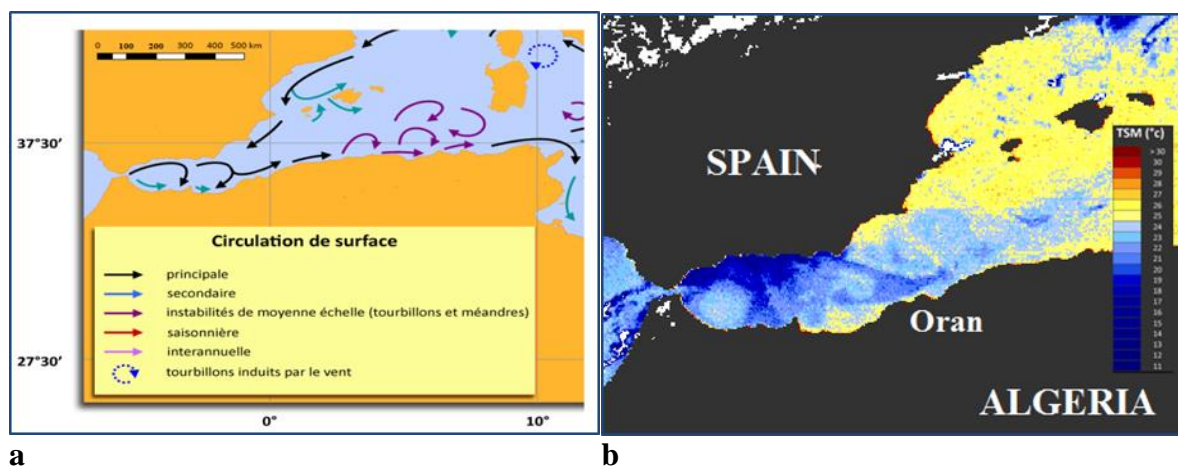 0 100 200 300 400 500 km
37°30’
27°30’
0° 10°
Circulation de surface
principale
secondaire
instabilités de moyenne échelle (tourbillons et méandres)
saisonnière
interannuelle
tourbillons induits par le vent
SPAIN
Oran
ALGERIA
TSM (°c)
> 30
30
29
28
27
26
25
24
23
22
21
20
19
18
17
16
15
14
13
12
11
a b